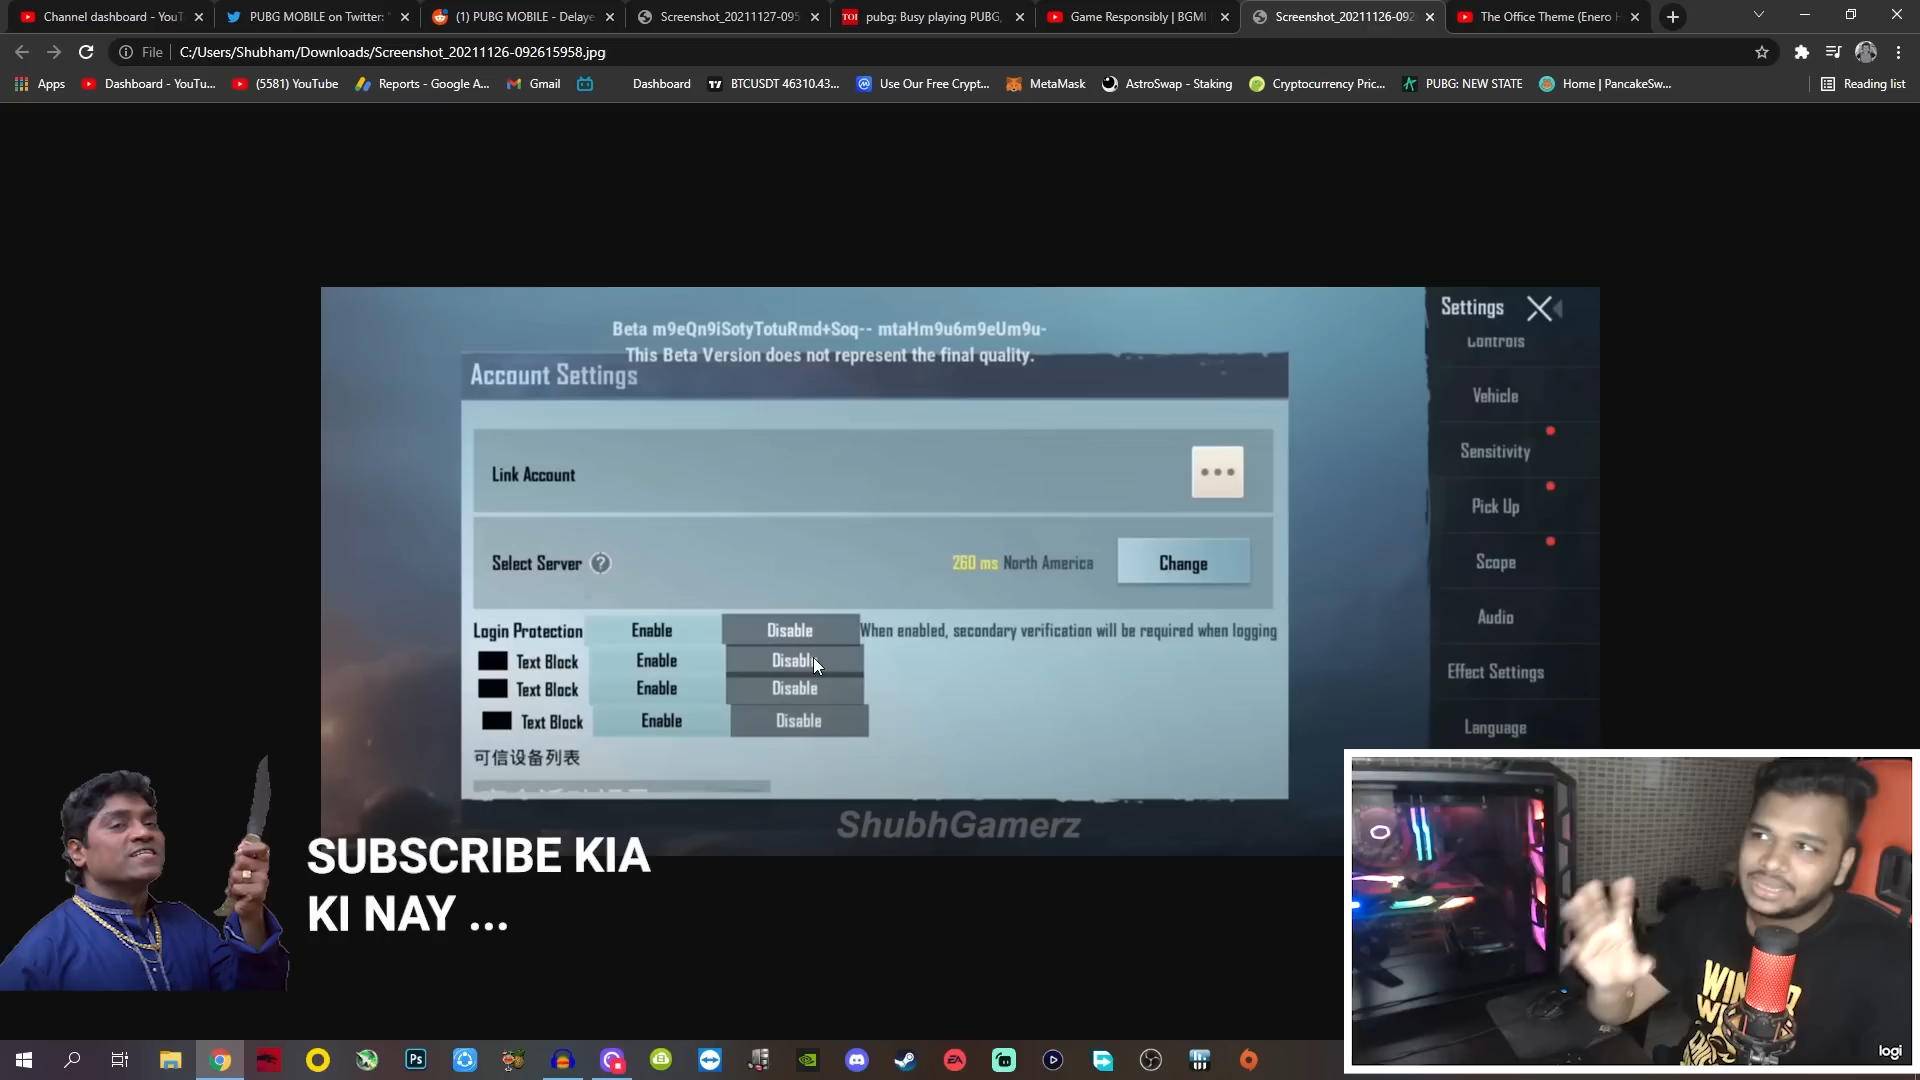 Channel dashboard - YouT
PUBG MOBILE on Twitter: "
(1) PUBG MOBILE - Delaye
Screenshot_20211127-095
TOI
pubg: Busy playing PUBG,
Game Responsibly | BGMI
Screenshot_20211126-092
The Office Theme (Enero
File
C:/Users/Shubham/Downloads/Screenshot_20211126-092615958.jpg
Apps
Dashboard - YouTu...
(5581) YouTube
Reports - Google A...
Gmail
Dashboard
BTCUSDT 46310.43...
Use Our Free Crypt...
MetaMask
AstroSwap - Staking
Cryptocurrency Pric...
PUBG: NEW STATE
Home | PancakeSw...
Reading list
Beta m9eQn9iSotyTotuRmd+Soq-- mtaHm9u6m9eUm9u-
This Beta Version does not represent the final quality.
Account Settings
Link Account
Select Server ?
260 ms North America
Change
Login Protection Enable Disable When enabled, secondary verification will be required when logging
Text Block Enable Disable
Text Block Enable Disable
Text Block Enable Disable
可信设备列表
Settings
Controls
Vehicle
Sensitivity
Pick Up
Scope
Audio
Effect Settings
Language
ShubhGamerz
SUBSCRIBE KIA
KI NAY ...
logi
Ps
EA